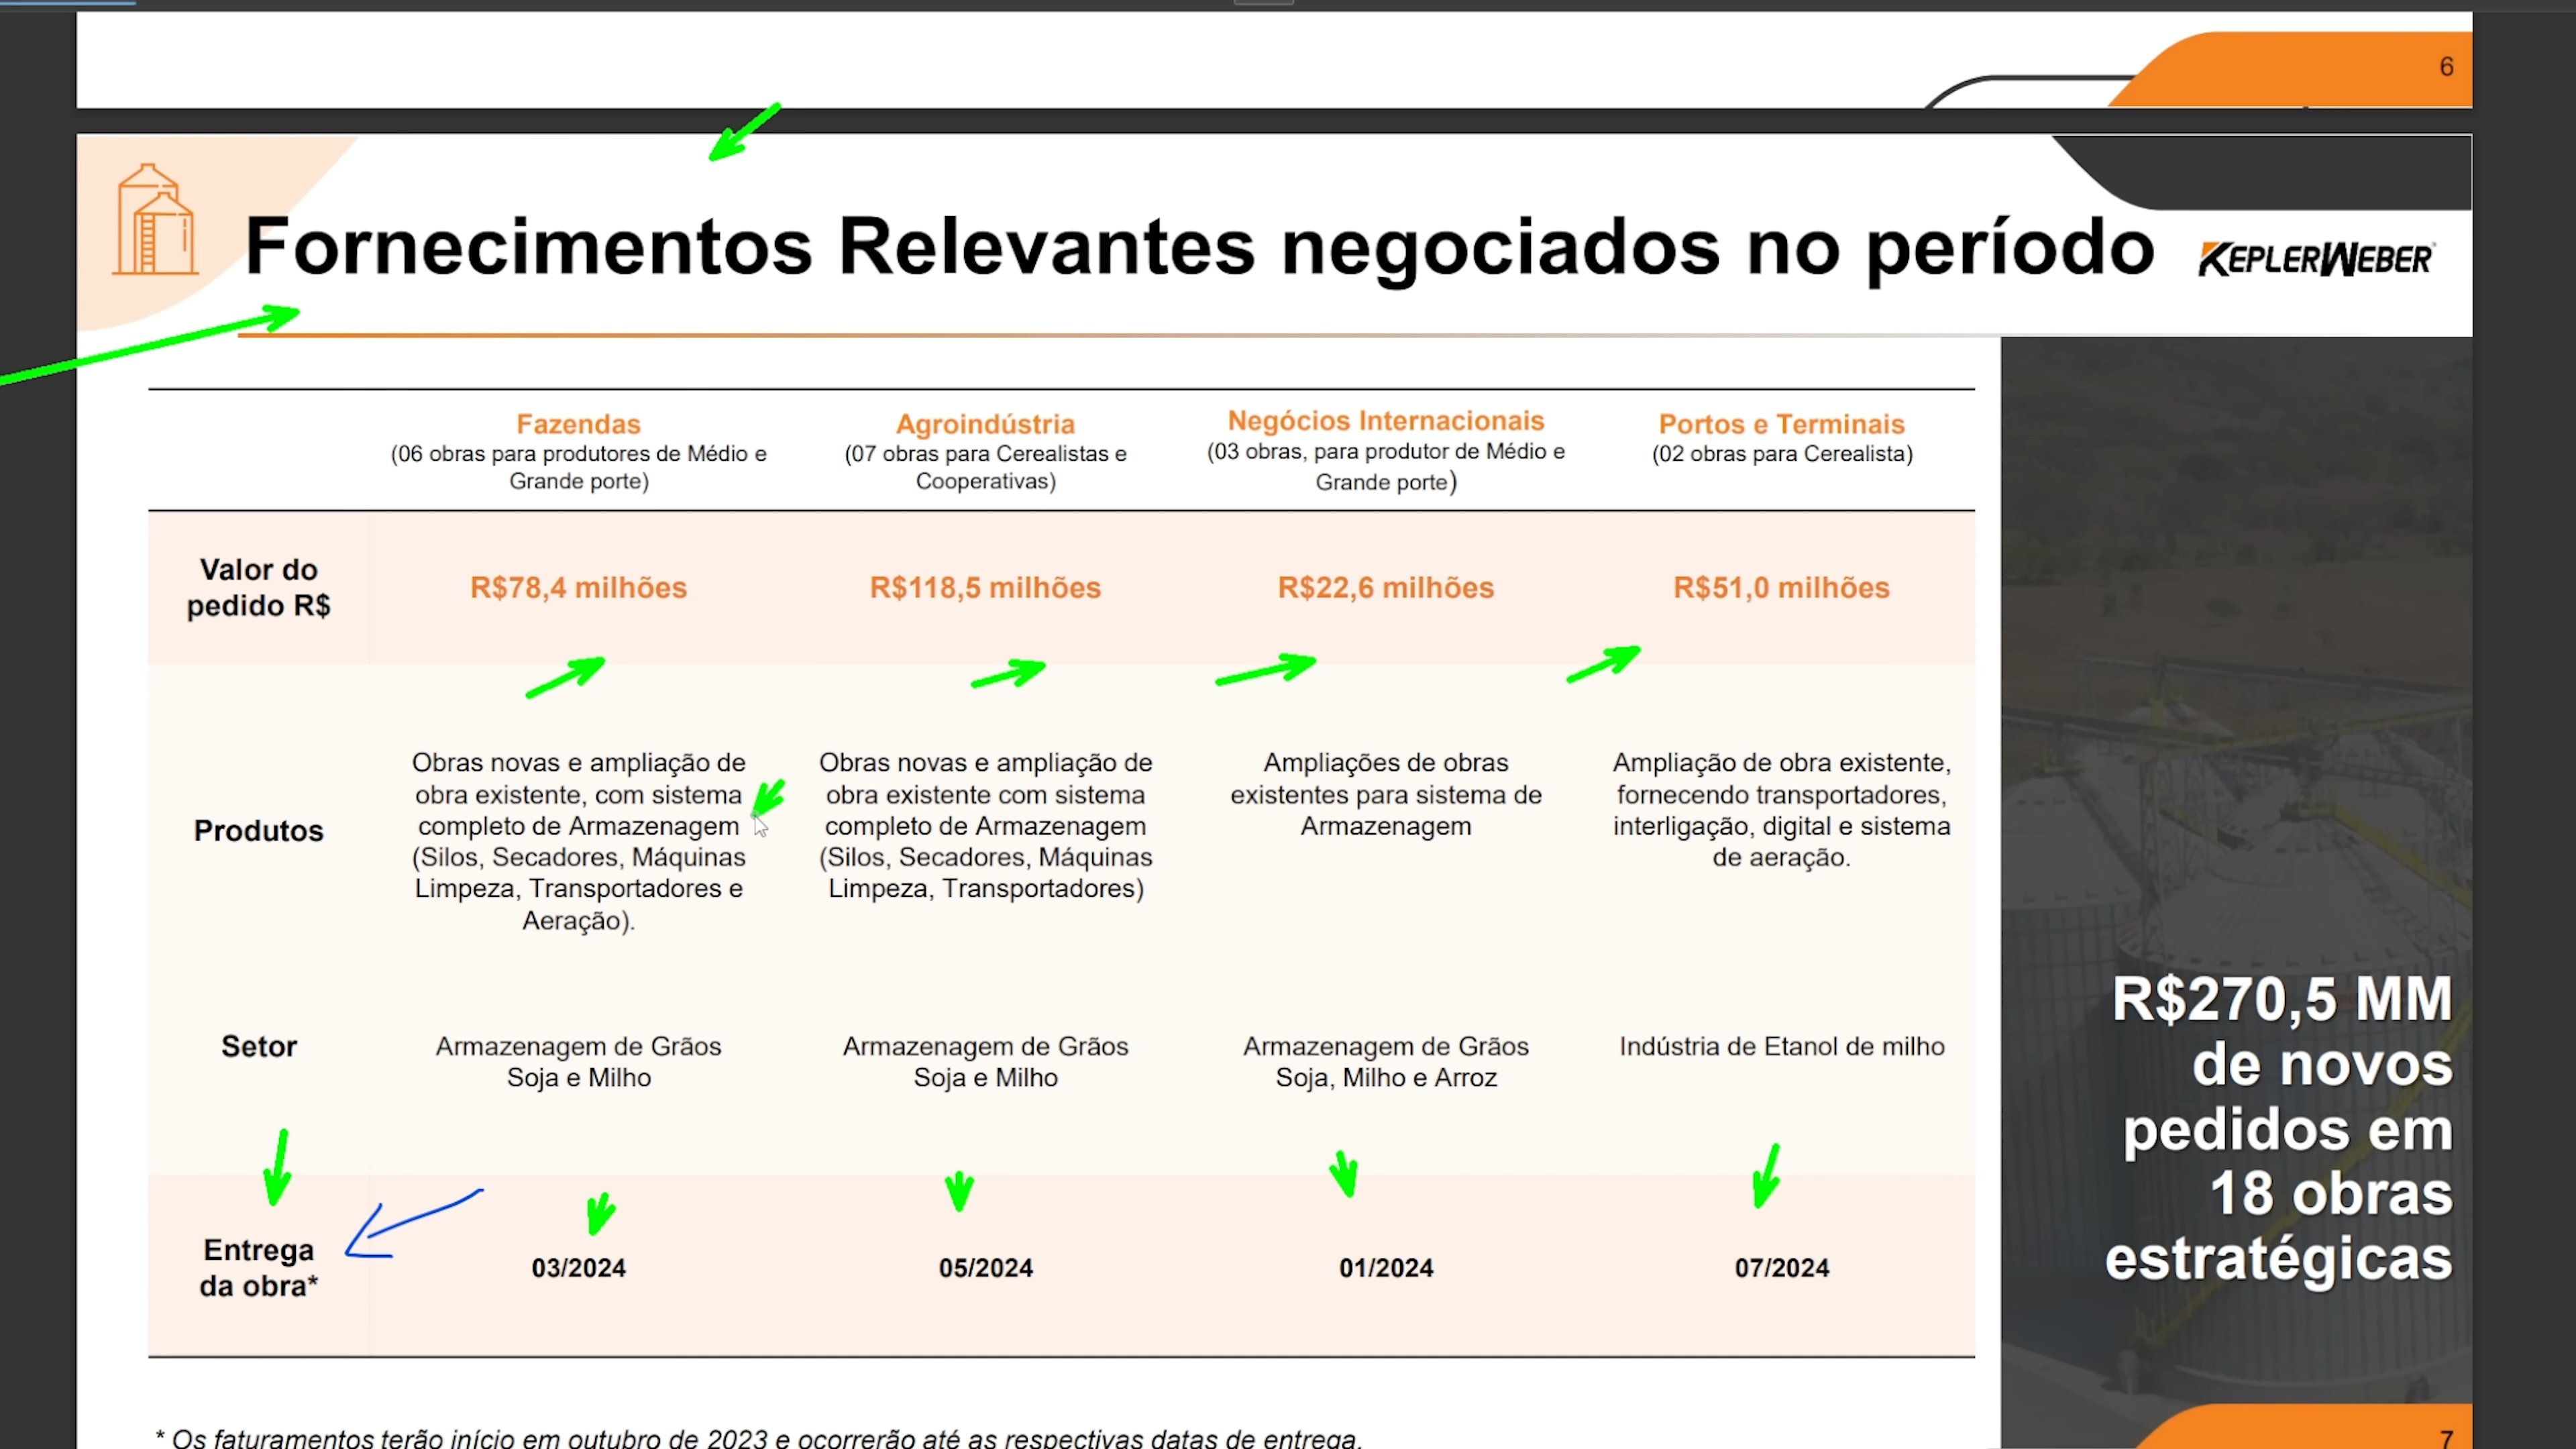 6
Fornecimentos Relevantes negociados no período
KEPLERWEBER
Fazendas
(06 obras para produtores de Médio e
Grande porte)
Agroindústria
(07 obras para Cerealistas e
Cooperativas)
Negócios Internacionais
(03 obras, para produtor de Médio e
Grande porte)
Portos e Terminais
(02 obras para Cerealista)
Valor do
pedido R$
R$78,4 milhões
R$118,5 milhões
R$22,6 milhões
R$51,0 milhões
Produtos
Obras novas e ampliação de
obra existente, com sistema
completo de Armazenagem
(Silos, Secadores, Máquinas
Limpeza, Transportadores e
Aeração).
Obras novas e ampliação de
obra existente com sistema
completo de Armazenagem
(Silos, Secadores, Máquinas
Limpeza, Transportadores)
Ampliações de obras
existentes para sistema de
Armazenagem
Ampliação de obra existente,
fornecendo transportadores,
interligação, digital e sistema
de aeração.
Setor
Armazenagem de Grãos
Soja e Milho
Armazenagem de Grãos
Soja e Milho
Armazenagem de Grãos
Soja, Milho e Arroz
Indústria de Etanol de milho
Entrega
da obra*
03/2024
05/2024
01/2024
07/2024
R$270,5 MM
de novos
pedidos em
18 obras
estratégicas
* Os faturamentos terão início em outubro de 2023 e ocorrerão até as respectivas datas de entrega.
7